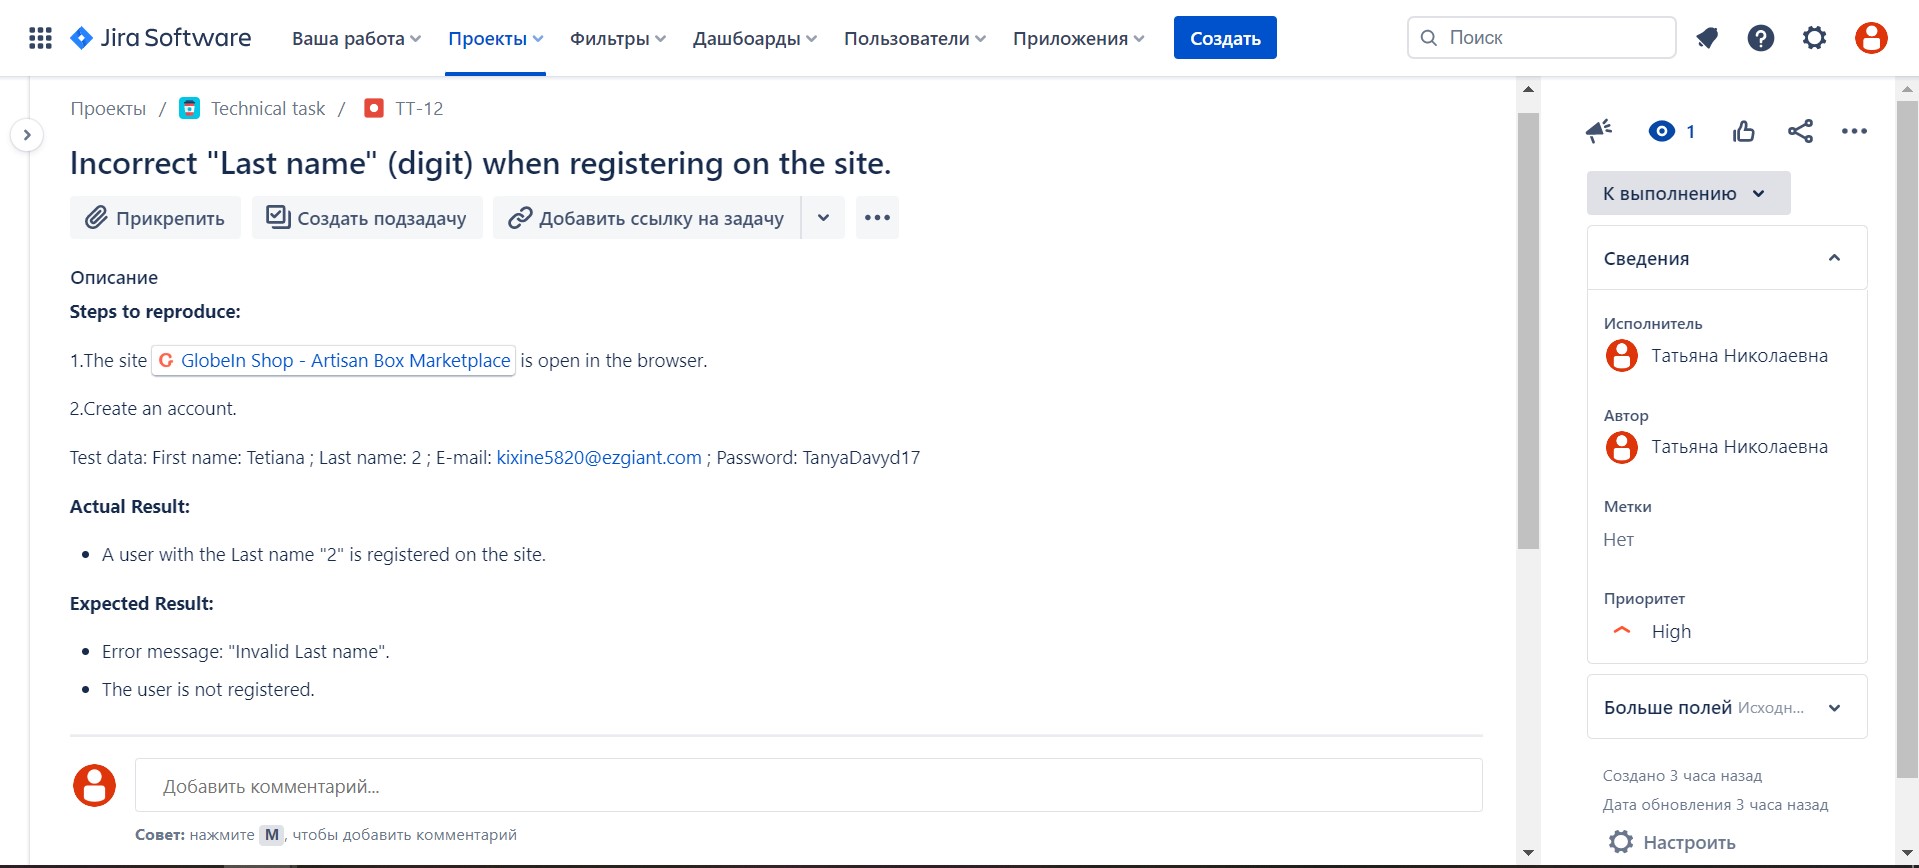 Jira Software Ваша работа Проекты Фильтры Дашбоарды Пользователи Приложения Создать Поиск
Проекты / Technical task / TT-12
Incorrect "Last name" (digit) when registering on the site.
Прикрепить Создать подзадачу Добавить ссылку на задачу
Описание
Steps to reproduce:
1.The site GlobeIn Shop - Artisan Box Marketplace is open in the browser.
2.Create an account.
Test data: First name: Tetiana ; Last name: 2 ; E-mail: kixine5820@ezgiant.com ; Password: TanyaDavyd17
Actual Result:
• A user with the Last name "2" is registered on the site.
Expected Result:
• Error message: "Invalid Last name".
• The user is not registered.
Добавить комментарий...
Совет: нажмите M, чтобы добавить комментарий
1
К выполнению
Сведения
Исполнитель
Татьяна Николаевна
Автор
Татьяна Николаевна
Метки
Нет
Приоритет
High
Больше полей Исходн...
Создано 3 часа назад
Дата обновления 3 часа назад
Настроить